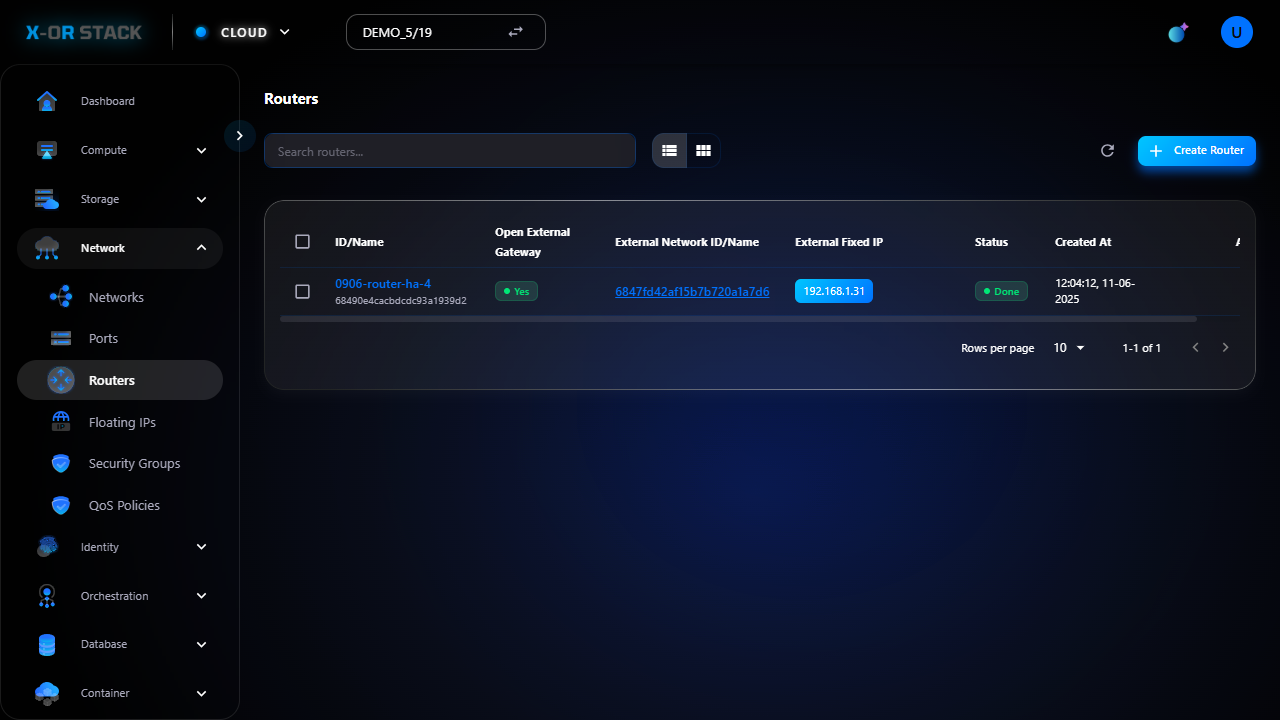 X-OR STACK
CLOUD
DEMO_5/19
U
Dashboard
Compute
Storage
Network
Networks
Ports
Routers
Floating IPs
Security Groups
QoS Policies
Identity
Orchestration
Database
Container
Routers
Search routers...
Create Router
ID/Name
Open External
Gateway
External Network ID/Name
External Fixed IP
Status
Created At
0906-router-ha-4
68490e4cacbdcdc93a1939d2
Yes
6847fd42af15b7b720a1a7d6
192.168.1.31
Done
12:04:12, 11-06-
2025
Rows per page
10
1-1 of 1